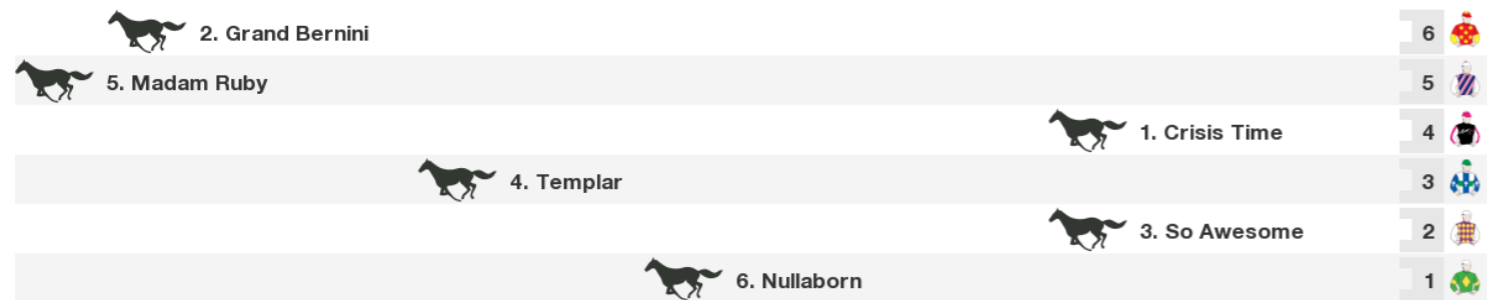 2. Grand Bernini 6
5. Madam Ruby 5
1. Crisis Time 4
4. Templar 3
3. So Awesome 2
6. Nullaborn 1